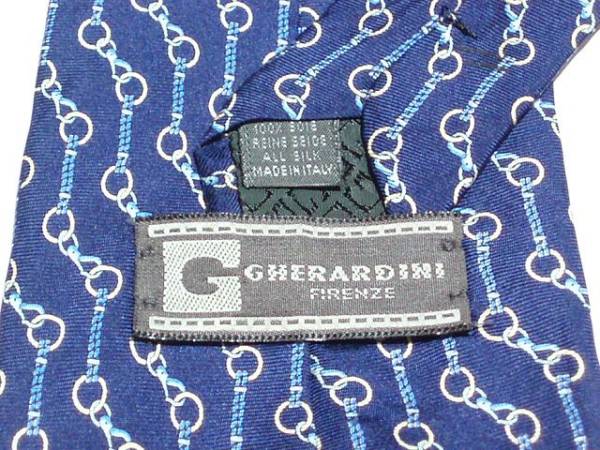 100% SOIE
REINE SEIDE
ALL SILK
MADE IN ITALY
G GHERARDINI
FIRENZE